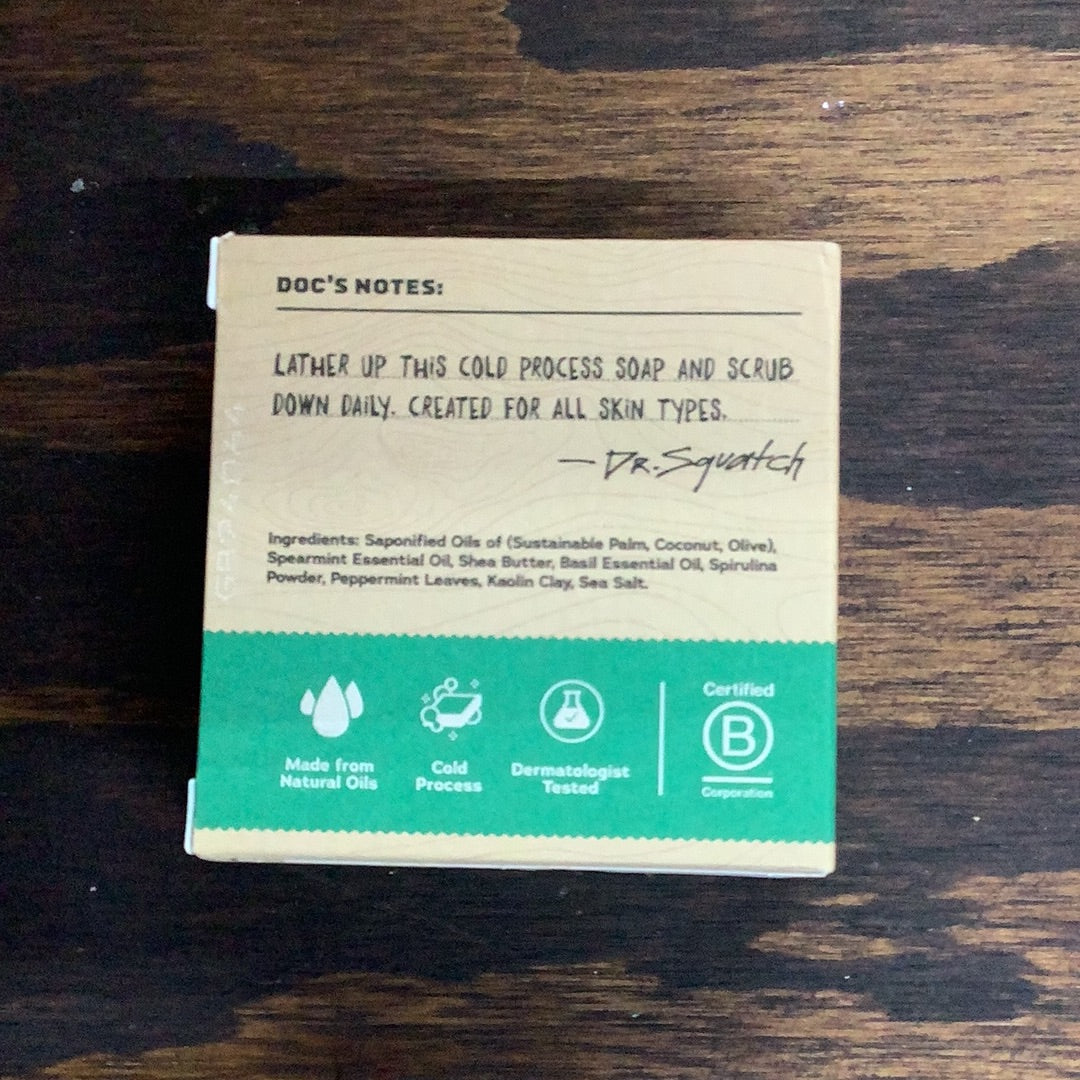 DOC'S NOTES:
LATHER UP THiS COLD PROCESS SOAP AND SCRUB
DOWN DAiLY. CREATED FOR ALL SKiN TYPES.
— DR. Squatch
Ingredients: Saponified Oils of (Sustainable Palm, Coconut, Olive),
Spearmint Essential Oil, Shea Butter, Basil Essential Oil, Spirulina
Powder, Peppermint Leaves, Kaolin Clay, Sea Salt.
Made from
Natural Oils
Cold
Process
Dermatologist
Tested
Certified
B
Corporation